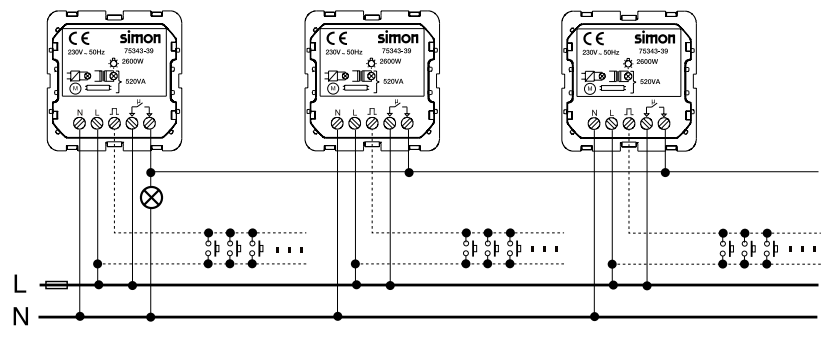 CE simon
230V~ 50Hz 75343-39
2600W
520VA
M
N L μ
CE simon
230V~ 50Hz 75343-39
2600W
520VA
M
N L μ
CE simon
230V~ 50Hz 75343-39
2600W
520VA
M
N L μ
L
N